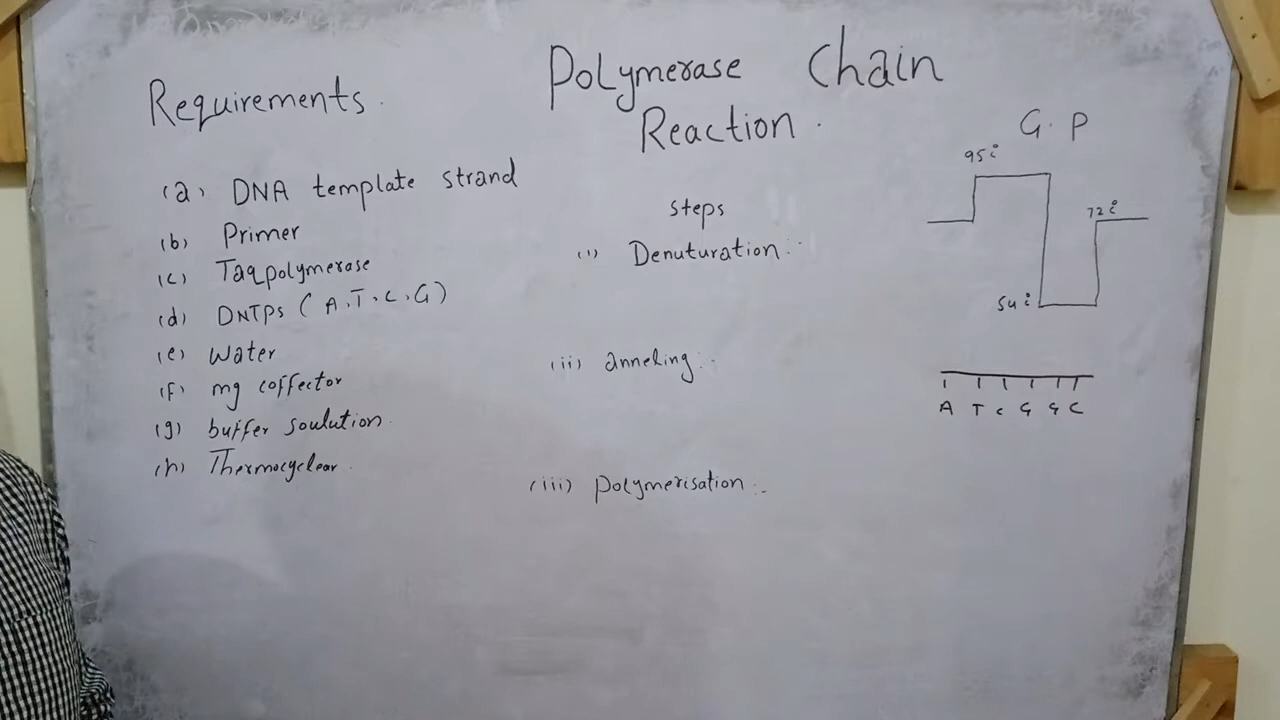 Polymerase Chain
Reaction.
Requirements.
(a) DNA template strand
(b) Primer
(c) Taqpolymerase
(d) DNTPs (A, T, C, G)
(e) Water
(f) mg coffector
(g) buffer soulution
(h) Thermocyclear.
steps
(i) Denuturation :-
(ii) anneling :-
(iii) polymerisation :-
G.P
95°
72°
54°
A T C G G C